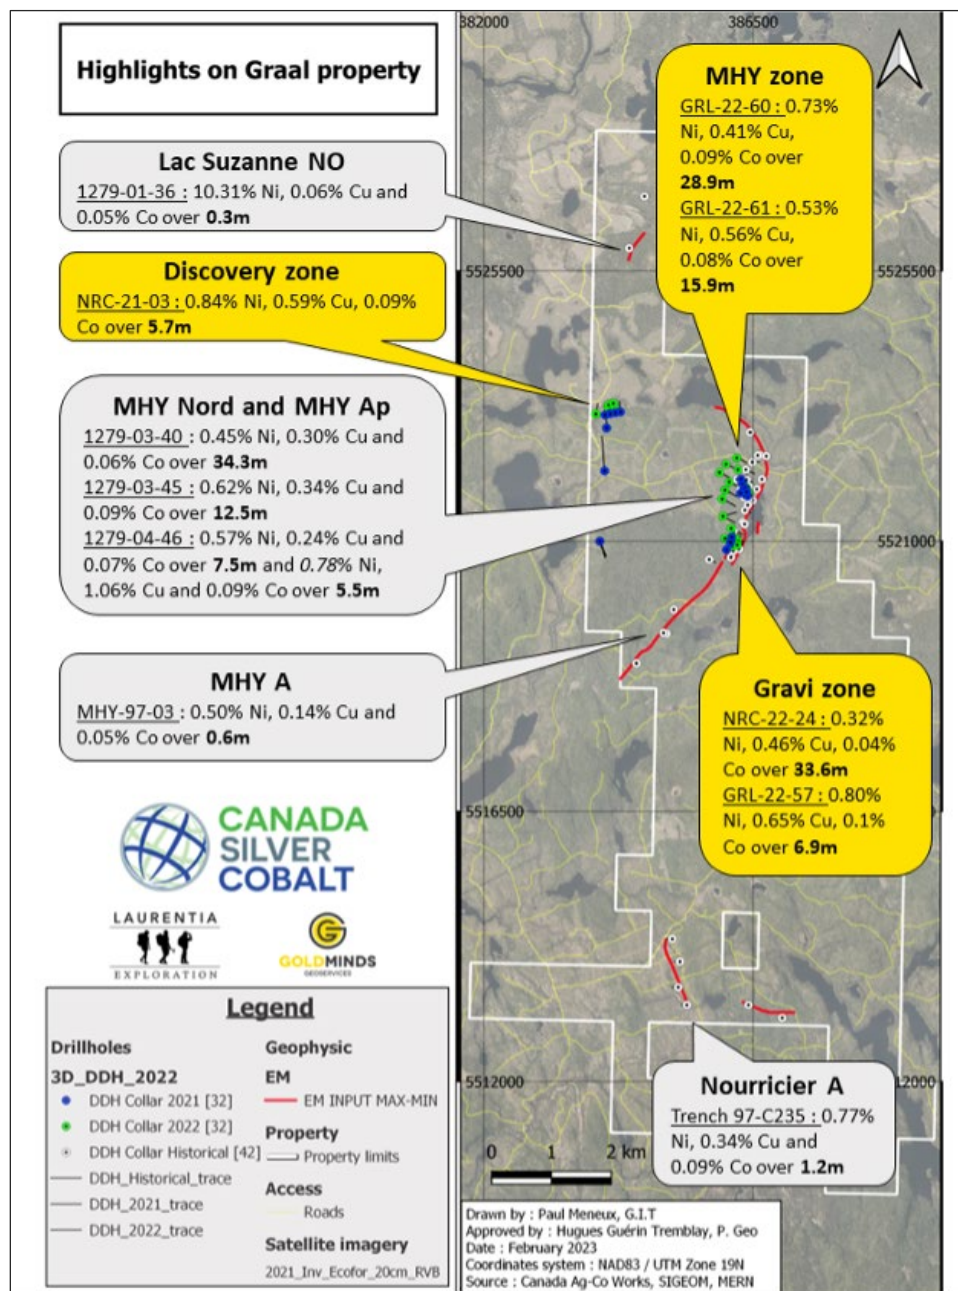 Highlights on Graal property
382000
386500
MHY zone
GRL-22-60 : 0.73%
Ni, 0.41% Cu,
0.09% Co over
28.9m
GRL-22-61 : 0.53%
Ni, 0.56% Cu,
0.08% Co over
15.9m
Lac Suzanne NO
1279-01-36 : 10.31% Ni, 0.06% Cu and
0.05% Co over 0.3m
5525500
5525500
Discovery zone
NRC-21-03 : 0.84% Ni, 0.59% Cu, 0.09%
Co over 5.7m
MHY Nord and MHY Ap
1279-03-40 : 0.45% Ni, 0.30% Cu and
0.06% Co over 34.3m
1279-03-45 : 0.62% Ni, 0.34% Cu and
0.09% Co over
12.5m
1279-04-46 : 0.57% Ni, 0.24% Cu and
0.07% Co over 7.5m and 0.78% Ni,
1.06% Cu and 0.09% Co over 5.5m
5521000
5521000
MHY A
MHY-97-03 : 0.50% Ni, 0.14% Cu and
0.05% Co over 0.6m
Gravi zone
NRC-22-24 : 0.32%
Ni, 0.46% Cu, 0.04%
Co over 33.6m
GRL-22-57 : 0.80%
Ni, 0.65% Cu, 0.1%
Co over 6.9m
5516500
5516500
CANADA
SILVER
COBALT
LAURENTIA
EXPLORATION
G
GOLDMINDS
GEOSERVICES
5512000
12000
Nourricier A
Trench 97-C235 : 0.77%
Ni, 0.34% Cu and
0.09% Co over 1.2m
Legend
Drillholes
3D_DDH_2022
DDH Collar 2021 [32]
DDH Collar 2022 [32]
DDH Collar Historical [42]
DDH_Historical_trace
DDH_2021_trace
DDH_2022_trace
Geophysic
EM
EM INPUT MAX-MIN
Property
Property limits
Access
Roads
Satellite imagery
2021_Inv_Ecofor_20cm_RVB
0 1 2 km
Drawn by : Paul Meneux, G.I.T
Approved by : Hugues Guérin Tremblay, P. Geo
Date : February 2023
Coordinates system : NAD83 / UTM Zone 19N
Source : Canada Ag-Co Works, SIGEOM, MERN